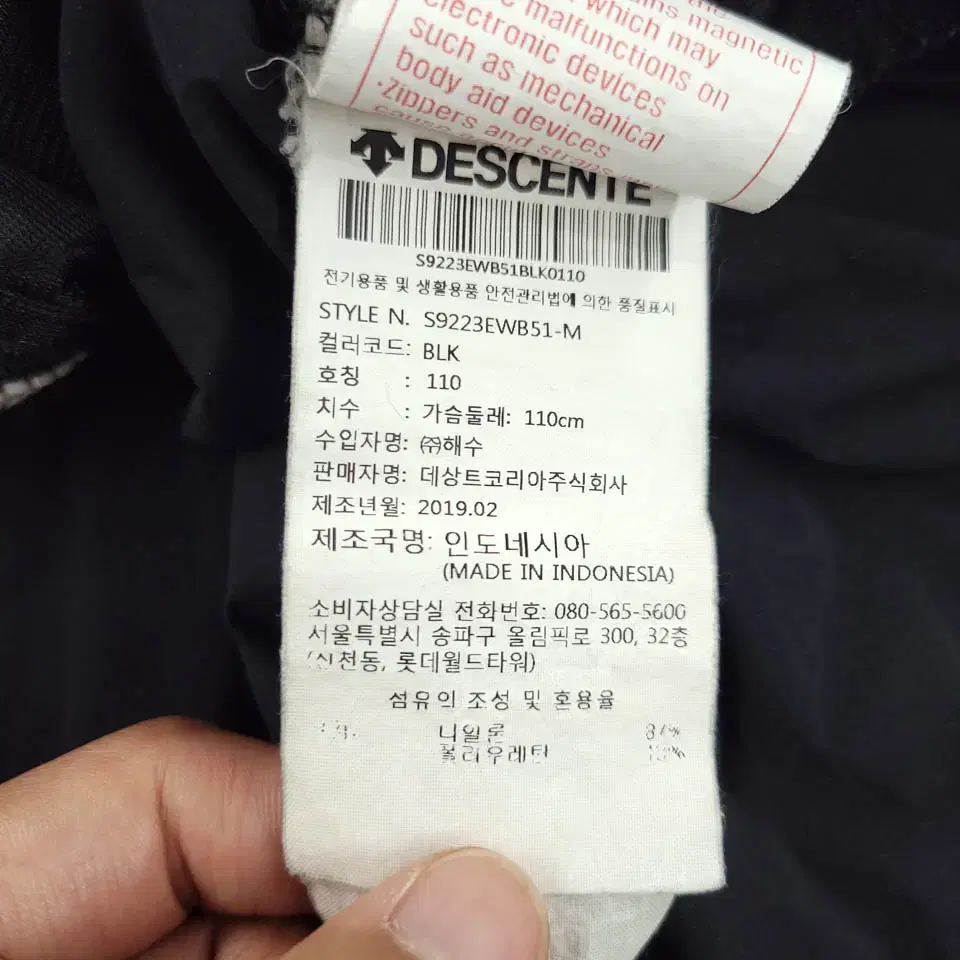 magnetic
which may
malfunctions on
electronic devices
such as mechanical
body aid devices
·zippers and straps
DESCENTE
S9223EWB51BLK0110
전기용품 및 생활용품 안전관리법에 의한 품질표시
STYLE N. S9223EWB51-M
컬러코드: BLK
호칭 : 110
치수 : 가슴둘레: 110cm
수입자명: ㈜해수
판매자명: 데상트코리아주식회사
제조년월: 2019.02
제조국명: 인도네시아
(MADE IN INDONESIA)
소비자상담실 전화번호: 080-565-5600
서울특별시 송파구 올림픽로 300, 32층
(신천동, 롯데월드타워)
섬유의 조성 및 혼용율
나일론
폴리우레탄